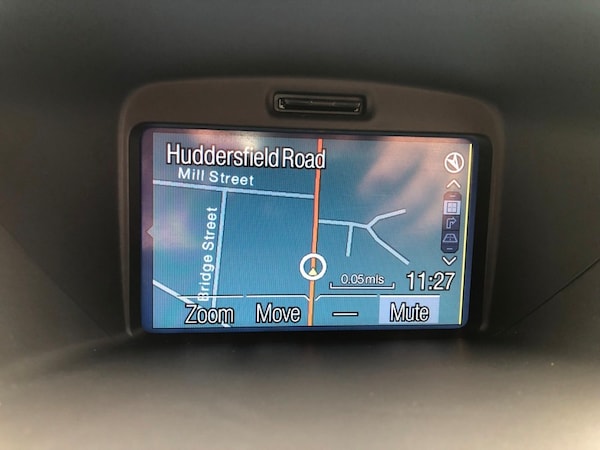 Huddersfield Road
Mill Street
Bridge Street
0.05mls
11:27
Zoom Move — Mute